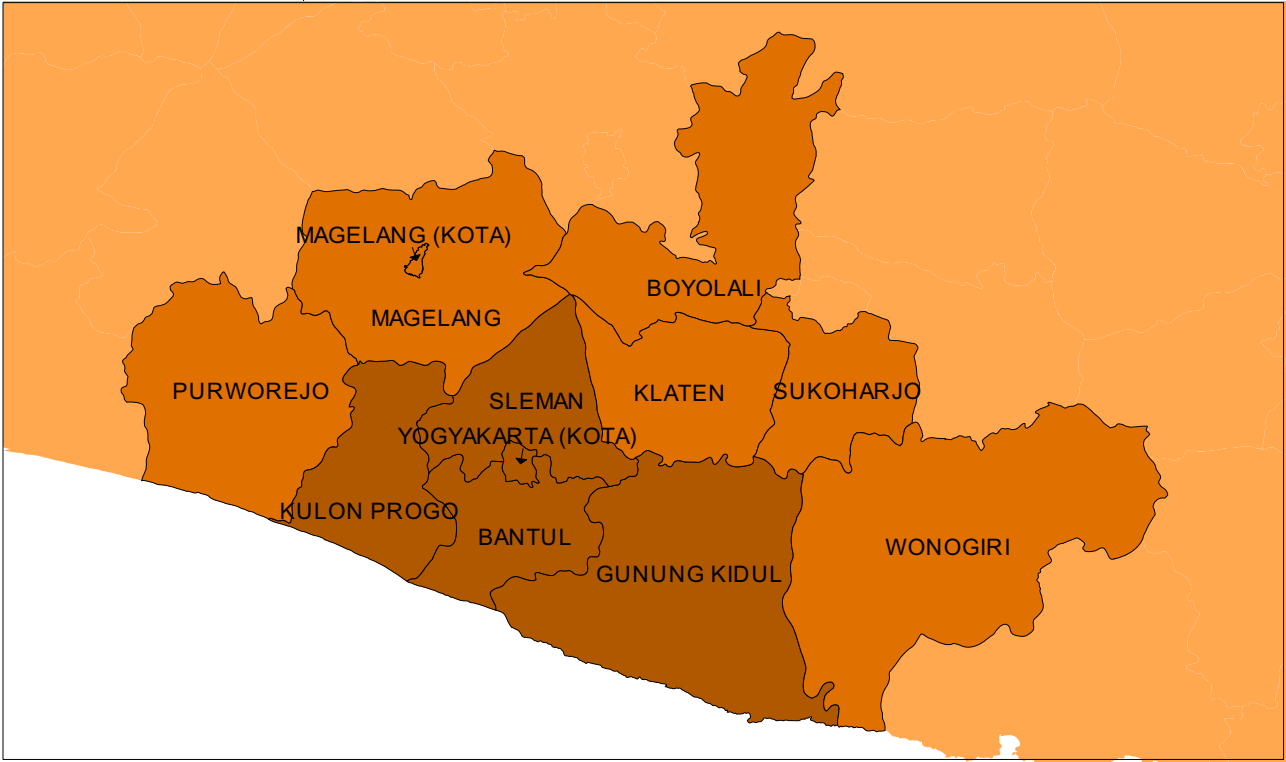 MAGELANG (KOTA)
BOYOLALI
MAGELANG
PURWOREJO
SLEMAN
KLATEN
SUKOHARJO
YOGYAKARTA (KOTA)
KULON PROGO
BANTUL
WONOGIRI
GUNUNG KIDUL